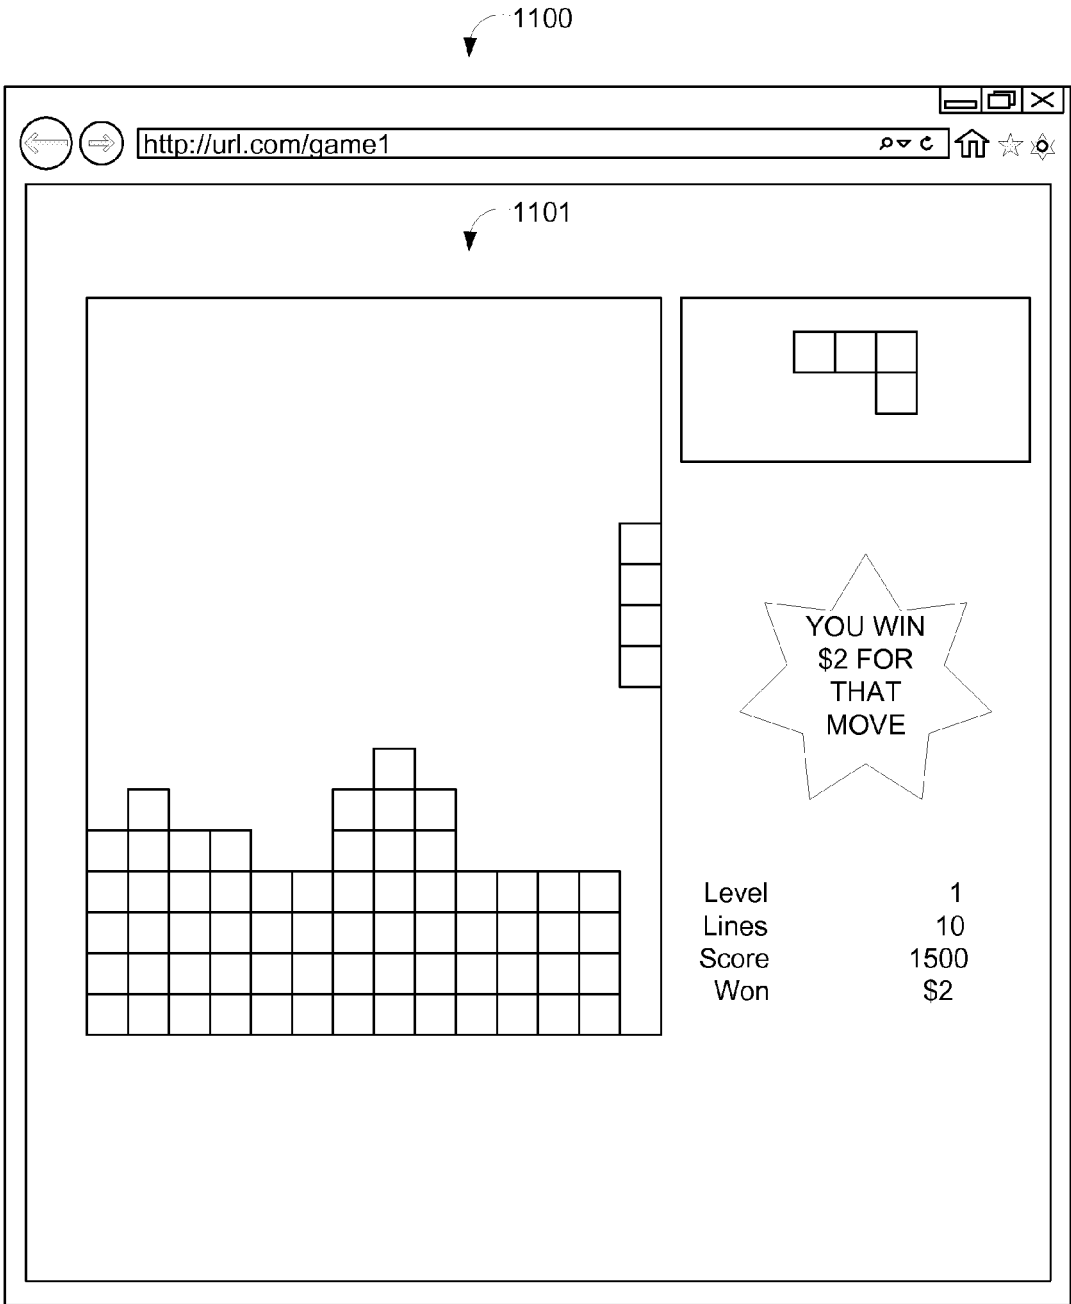 1100
http://url.com/game1
1101
YOU WIN
$2 FOR
THAT
MOVE
Level 1
Lines 10
Score 1500
Won $2